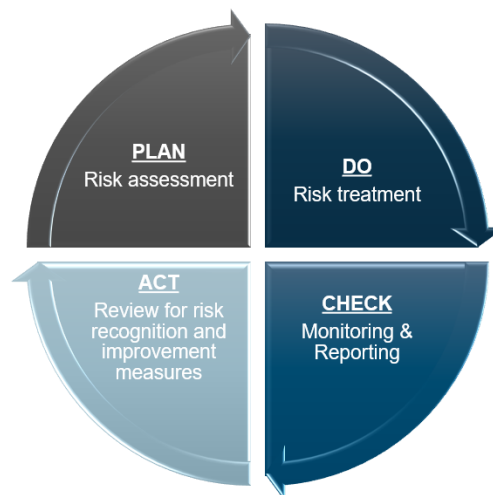 PLAN
Risk assessment
DO
Risk treatment
ACT
Review for risk
recognition and
improvement
measures
CHECK
Monitoring &
Reporting